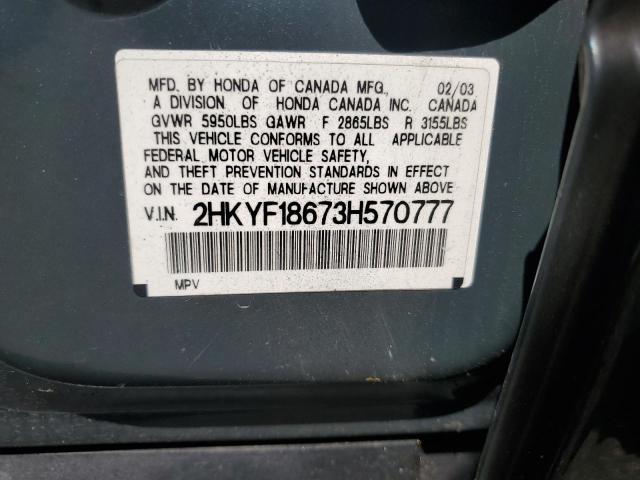 MFD. BY HONDA OF CANADA MFG., 02/03
A DIVISION OF HONDA CANADA INC. CANADA
GVWR 5950LBS GAWR F 2865LBS R 3155LBS
THIS VEHICLE CONFORMS TO ALL APPLICABLE
FEDERAL MOTOR VEHICLE SAFETY,
AND THEFT PREVENTION STANDARDS IN EFFECT
ON THE DATE OF MANUFACTURE SHOWN ABOVE
V.I.N. 2HKYF18673H570777
MPV